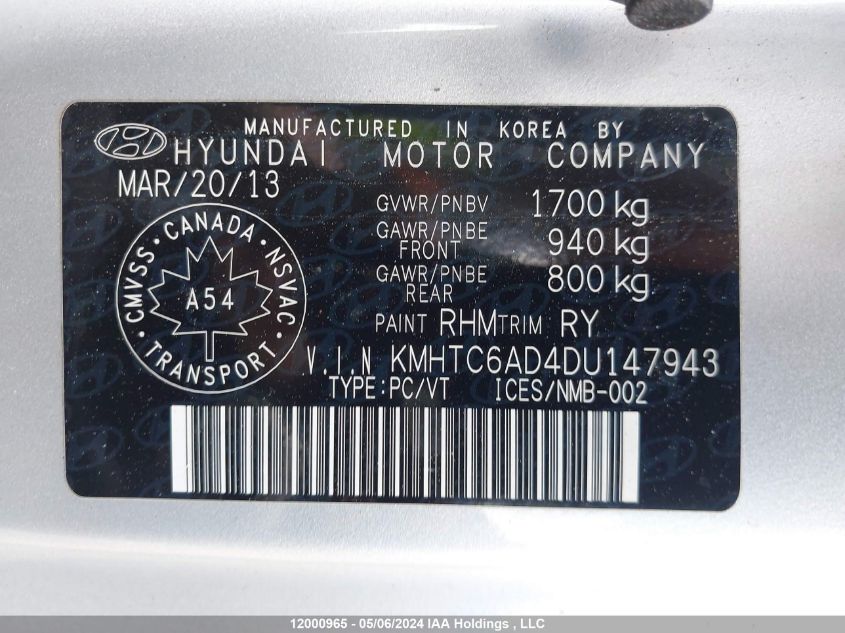 MANUFACTURED IN KOREA BY
HYUNDAI MOTOR COMPANY
MAR/20/13
GVWR/PNBV 1700 kg
GAWR/PNBE FRONT 940 kg
GAWR/PNBE REAR 800 kg
PAINT RHM TRIM RY
CMVSS · CANADA · NSVAC · TRANSPORT ·
A54
V.I.N KMHTC6AD4DU147943
TYPE:PC/VT ICES/NMB-002
12000965 - 05/06/2024 IAA Holdings , LLC